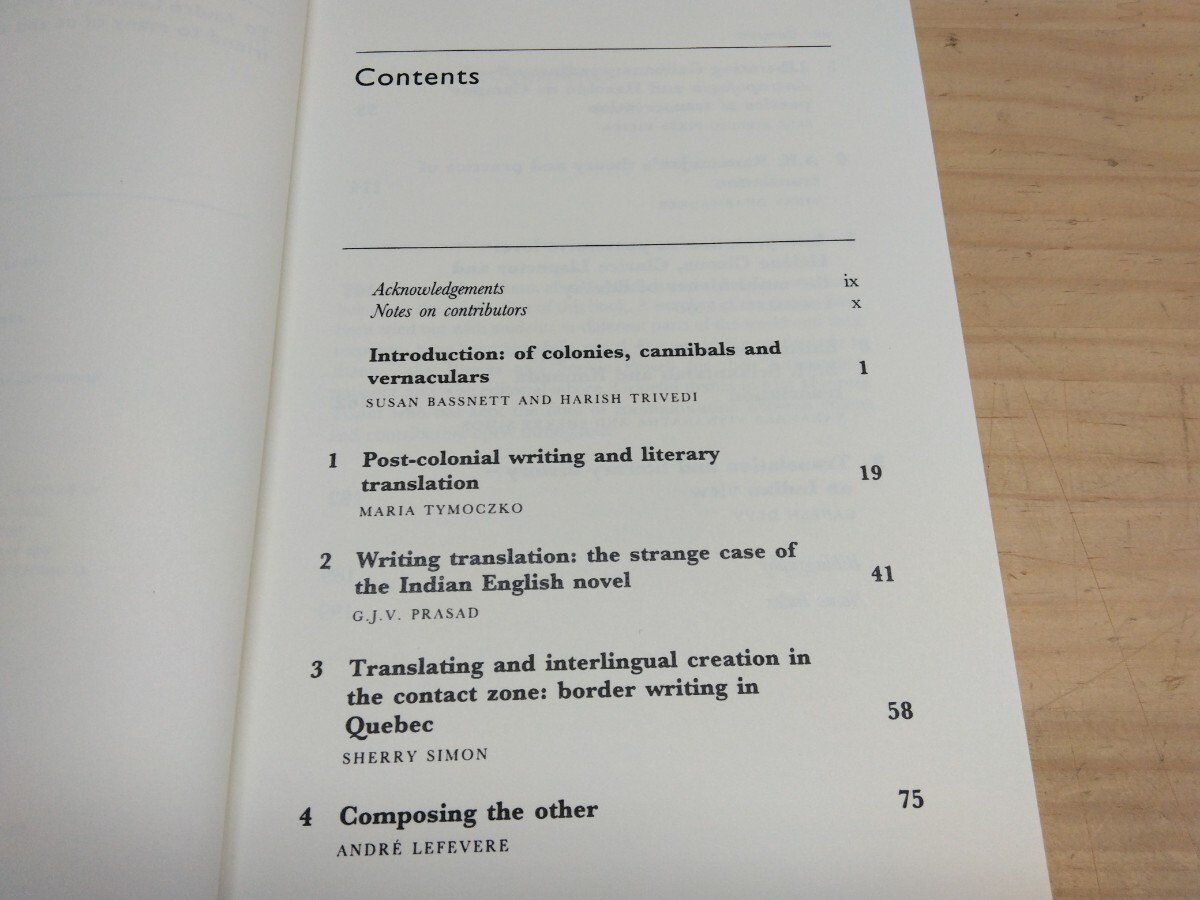 Contents
Acknowledgements ix
Notes on contributors x
Introduction: of colonies, cannibals and
vernaculars 1
SUSAN BASSNETT AND HARISH TRIVEDI
1 Post-colonial writing and literary
translation 19
MARIA TYMOCZKO
2 Writing translation: the strange case of
the Indian English novel 41
G.J.V. PRASAD
3 Translating and interlingual creation in
the contact zone: border writing in
Quebec 58
SHERRY SIMON
4 Composing the other 75
ANDRÉ LEFEVERE